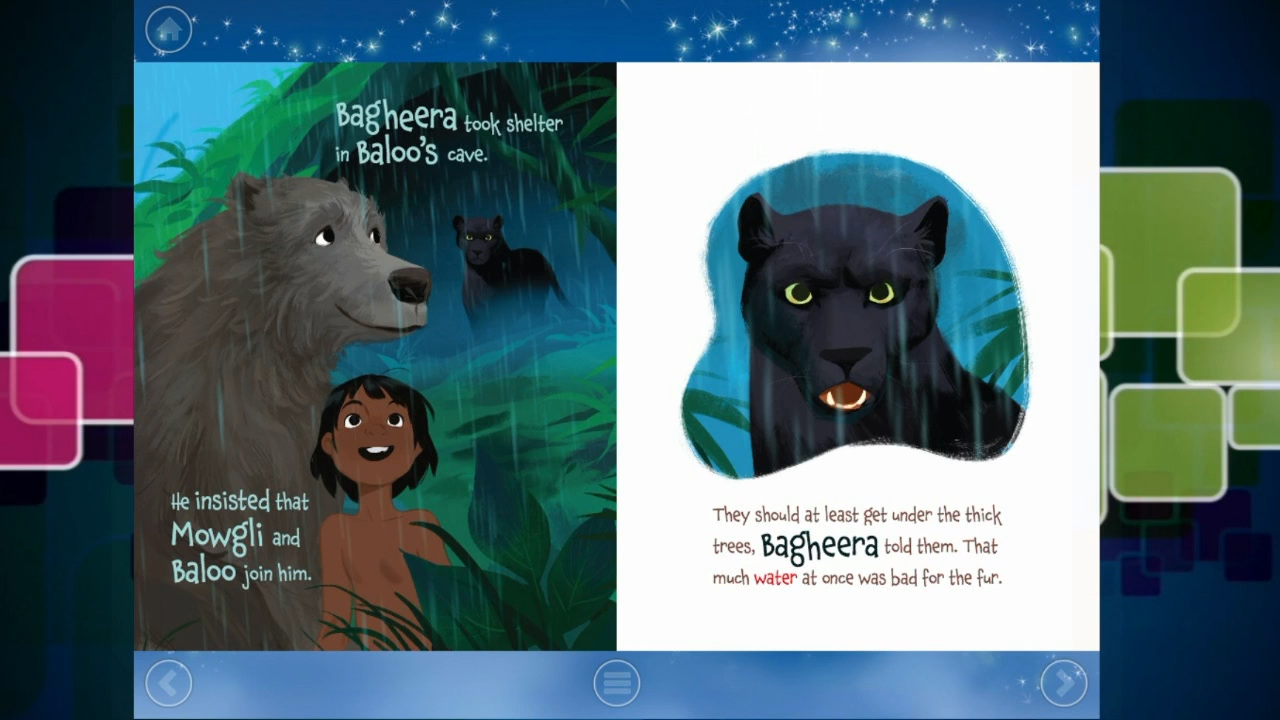 Bagheera took shelter
in Baloo's cave.
He insisted that
Mowgli and
Baloo join him.
They should at least get under the thick
trees, Bagheera told them. That
much water at once was bad for the fur.